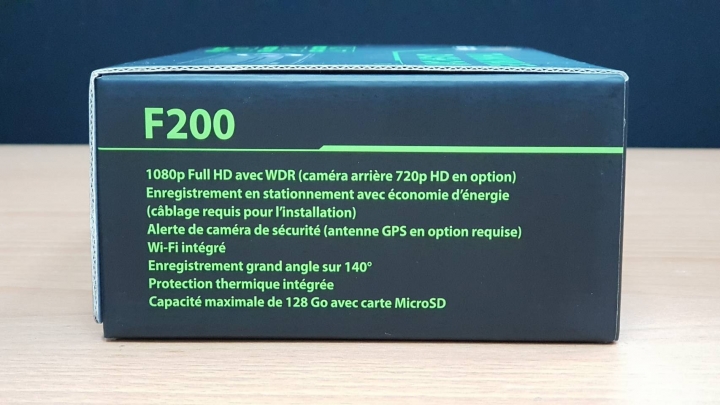 F200
1080p Full HD avec WDR (caméra arrière 720p HD en option)
Enregistrement en stationnement avec économie d'énergie
(câblage requis pour l'installation)
Alerte de caméra de sécurité (antenne GPS en option requise)
Wi-Fi intégré
Enregistrement grand angle sur 140°
Protection thermique intégrée
Capacité maximale de 128 Go avec carte MicroSD